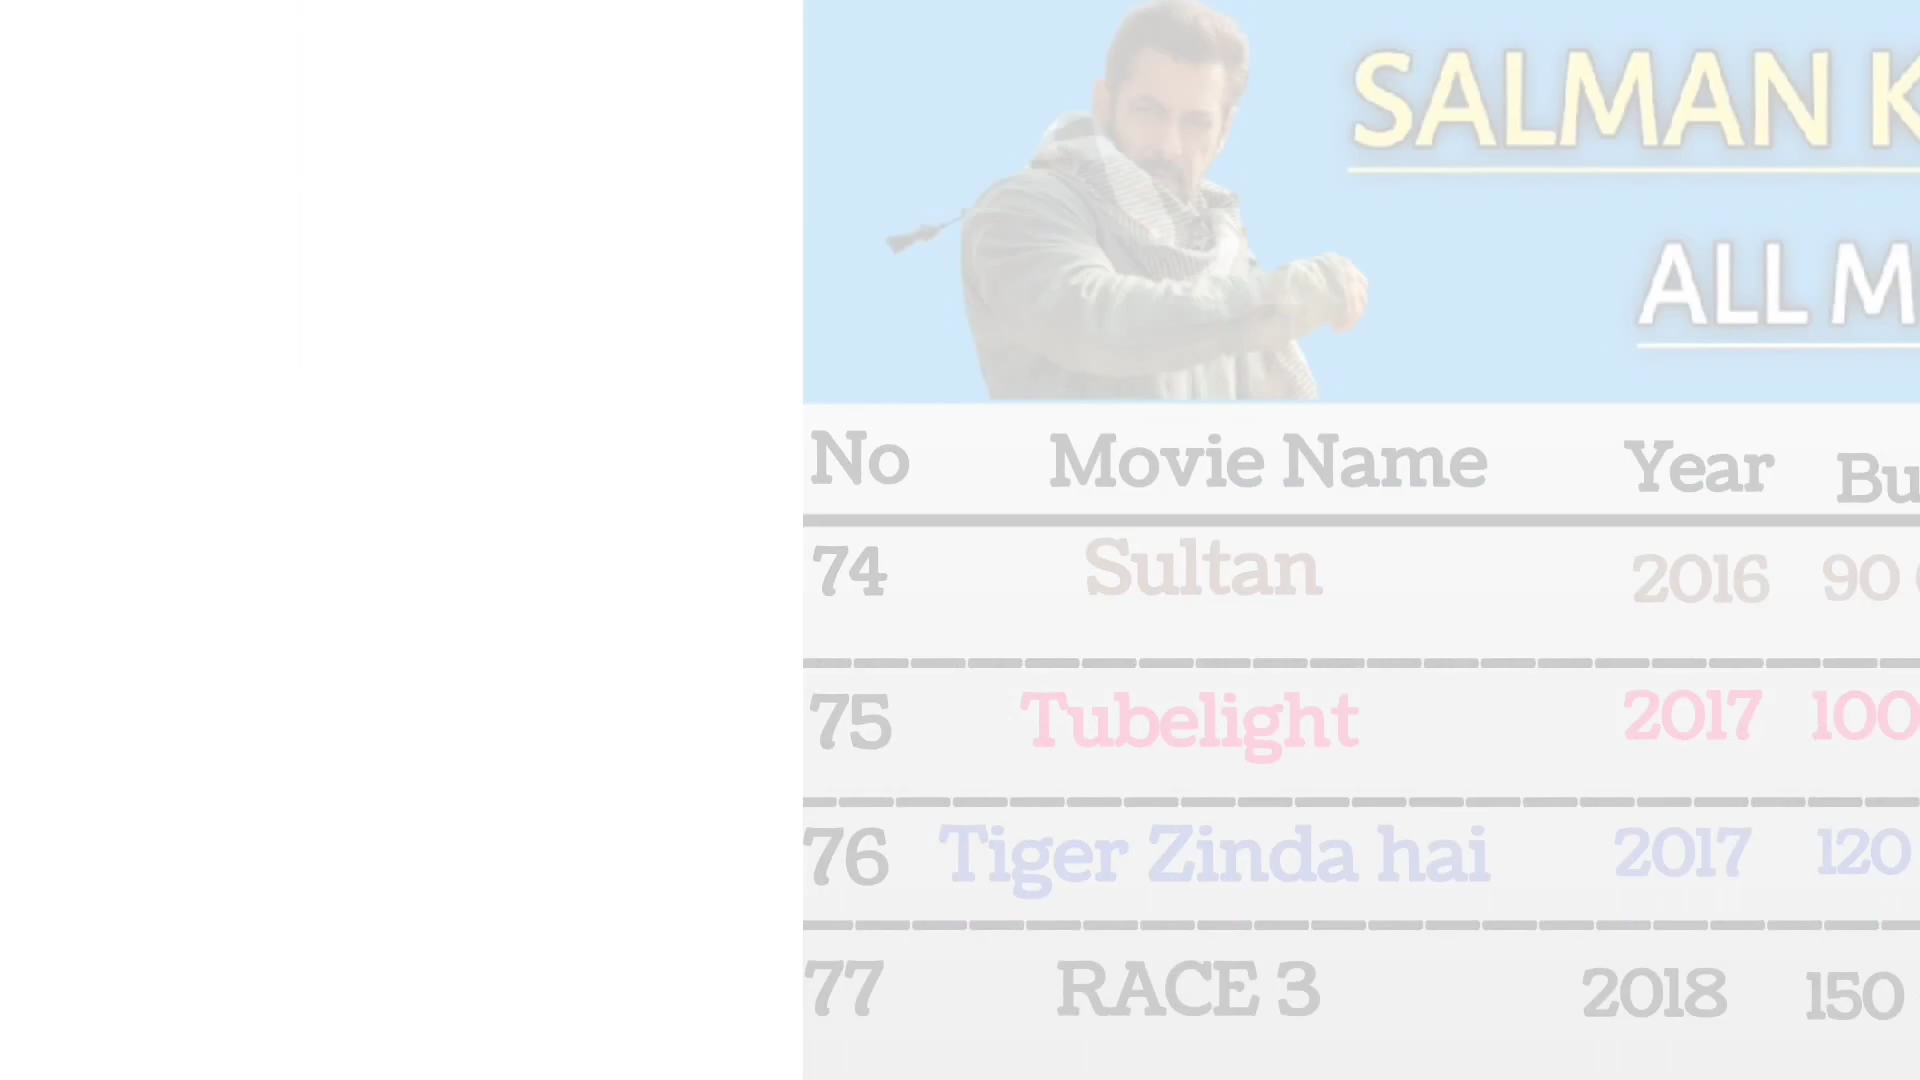 SALMAN K
ALL M
No Movie Name Year Bu
74 Sultan 2016 90
75 Tubelight 2017 100
76 Tiger Zinda hai 2017 120
77 RACE 3 2018 150